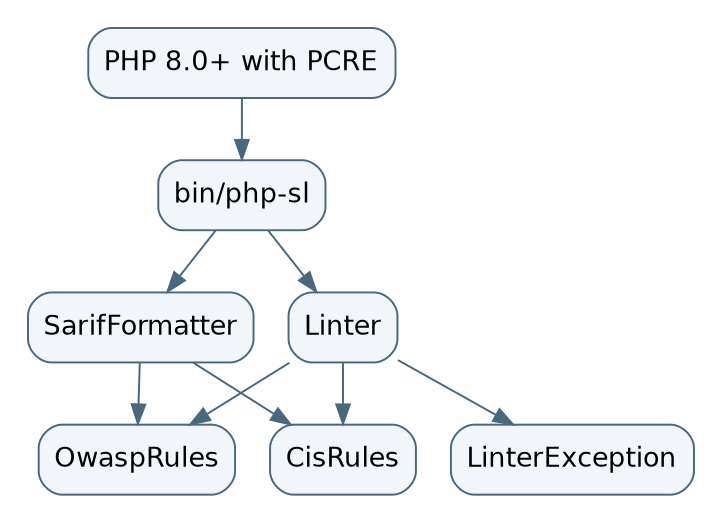 PHP 8.0+ with PCRE
bin/php-sl
SarifFormatter
Linter
OwaspRules
CisRules
LinterException